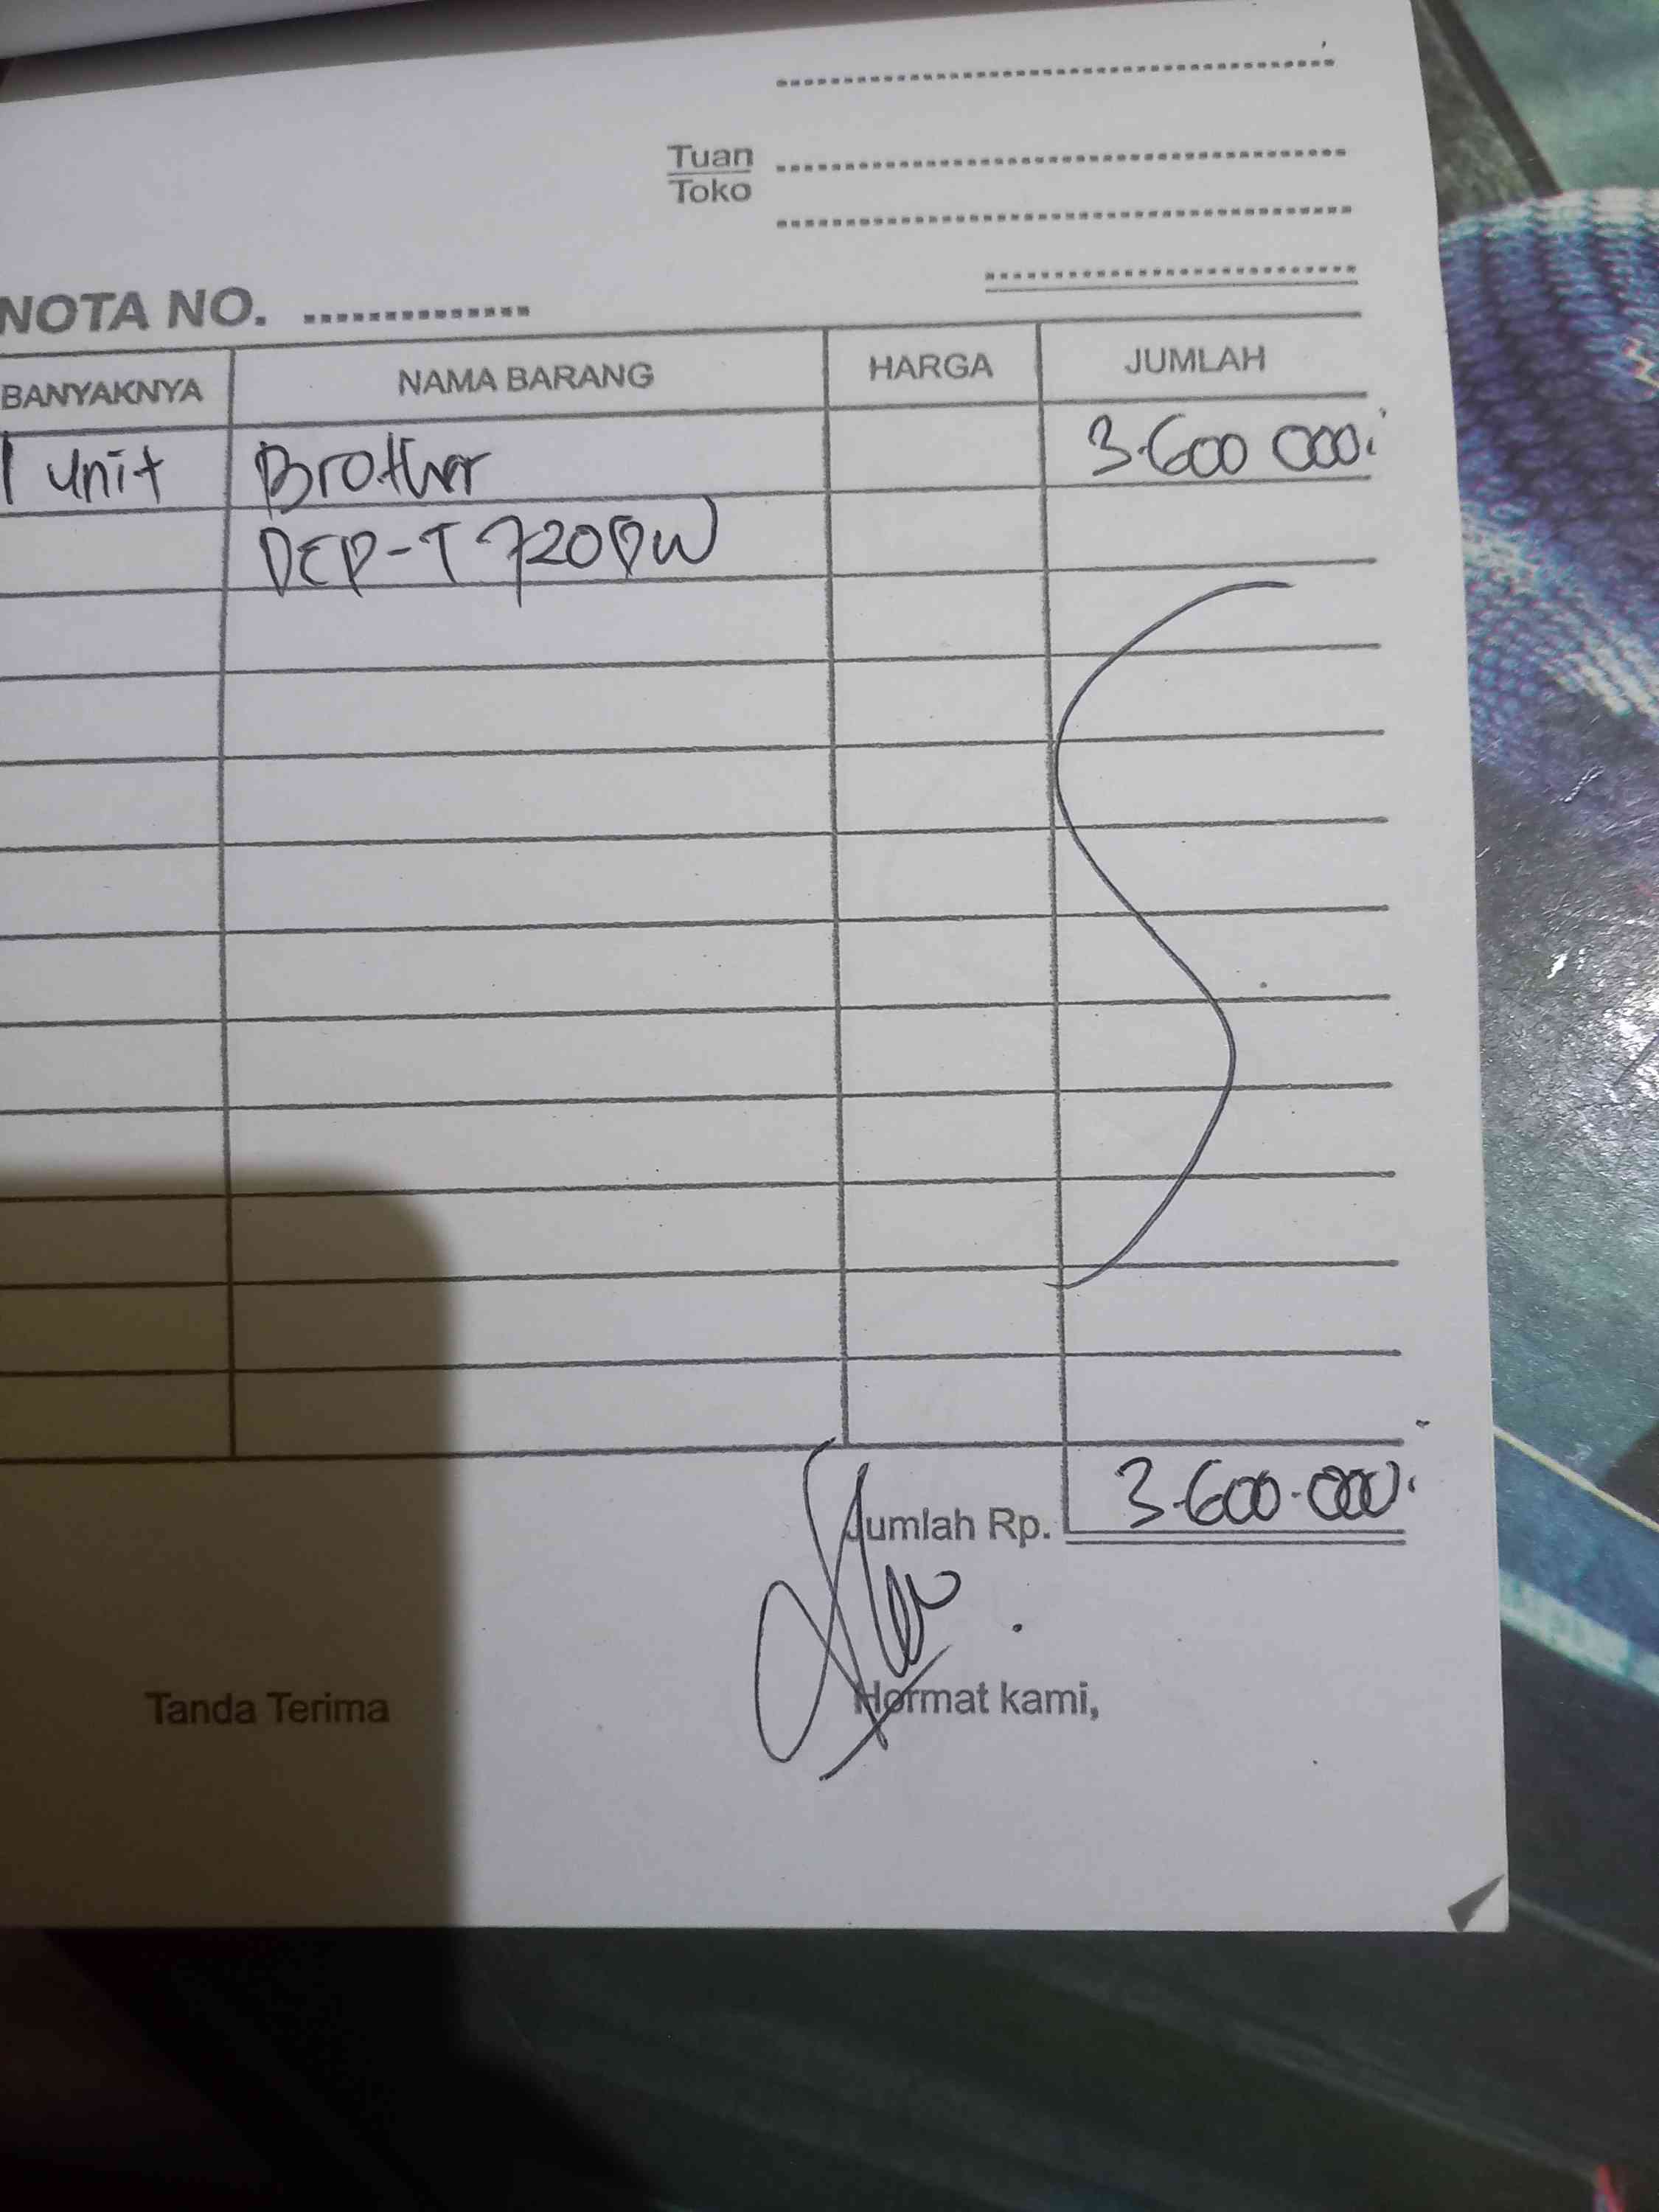 Tuan
Toko
NOTA NO. ..............
BANYAKNYA NAMA BARANG HARGA JUMLAH
1 unit Brother 3.600 000.
DCP-T720DW
Jumlah Rp. 3.600.000.
Tanda Terima Hormat kami,